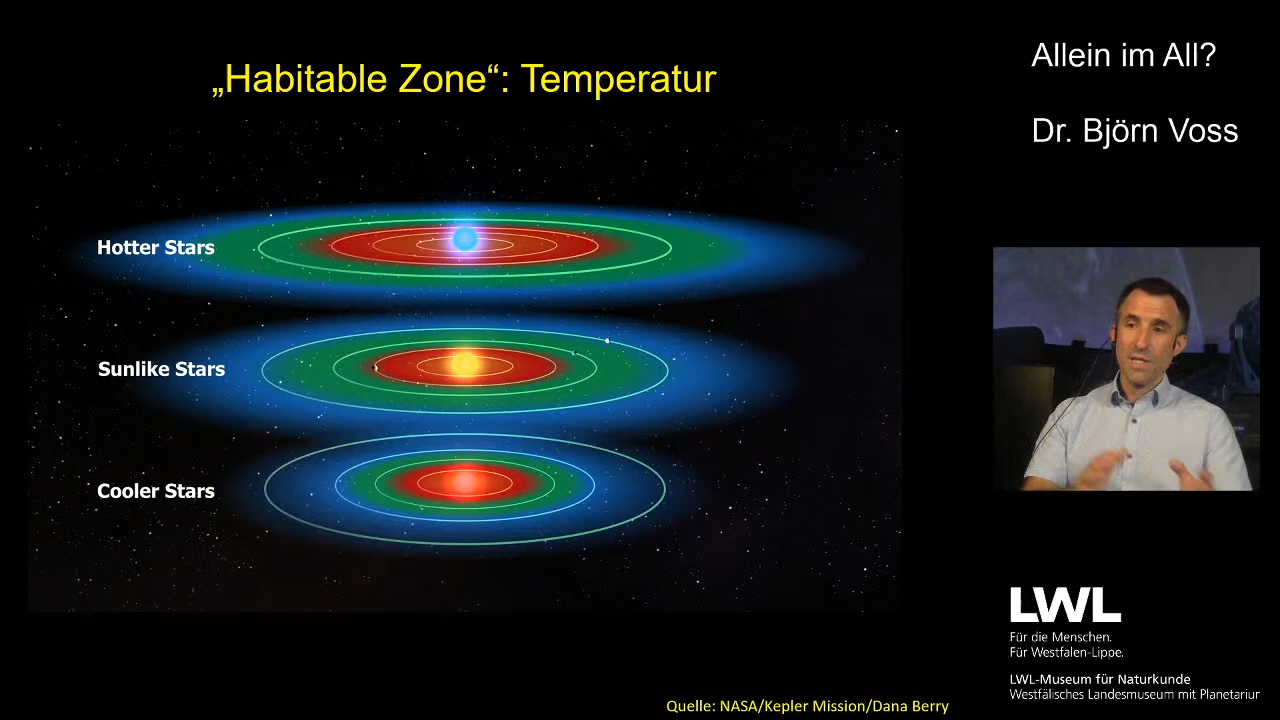 „Habitable Zone“: Temperatur
Hotter Stars
Sunlike Stars
Cooler Stars
Quelle: NASA/Kepler Mission/Dana Berry
Allein im All?
Dr. Björn Voss
LWL
Für die Menschen.
Für Westfalen-Lippe.
LWL-Museum für Naturkunde
Westfälisches Landesmuseum mit Planetarium